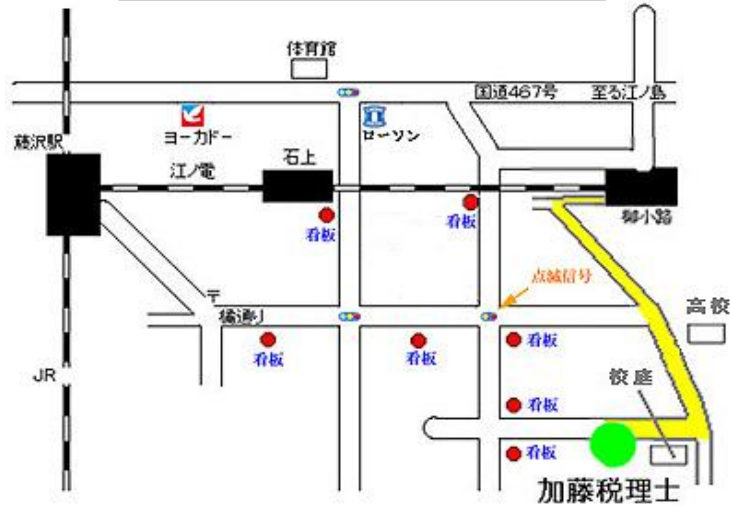 体育館
国道467号 至る江ノ島
ヨーカドー
ローソン
藤沢駅
江ノ電
石上
柳小路
看板
看板
点滅信号
〒
橘通り
高校
看板
看板
看板
JR
校庭
看板
看板
加藤税理士